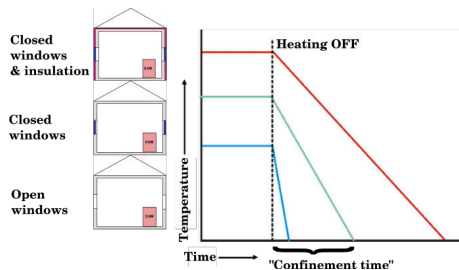 Closed
windows
& insulation
Closed
windows
Open
windows
Heating OFF
Temperature
Time
"Confinement time"